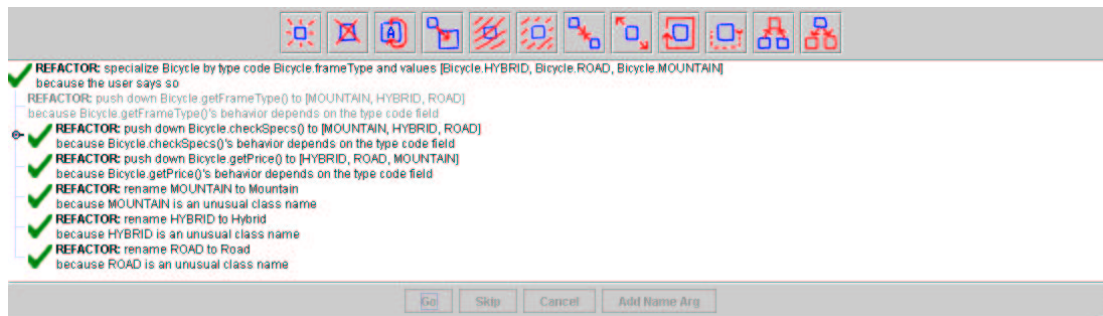 A
REFACTOR: specialize Bicycle by type code Bicycle.frameType and values [Bicycle.HYBRID, Bicycle.ROAD, Bicycle.MOUNTAIN]
because the user says so
REFACTOR: push down Bicycle.getFrameType() to [MOUNTAIN, HYBRID, ROAD]
because Bicycle.getFrameType()'s behavior depends on the type code field
REFACTOR: push down Bicycle.checkSpecs() to [MOUNTAIN, HYBRID, ROAD]
because Bicycle.checkSpecs()'s behavior depends on the type code field
REFACTOR: push down Bicycle.getPrice() to [HYBRID, ROAD, MOUNTAIN]
because Bicycle.getPrice()'s behavior depends on the type code field
REFACTOR: rename MOUNTAIN to Mountain
because MOUNTAIN is an unusual class name
REFACTOR: rename HYBRID to Hybrid
because HYBRID is an unusual class name
REFACTOR: rename ROAD to Road
because ROAD is an unusual class name
Go Skip Cancel Add Name Arg